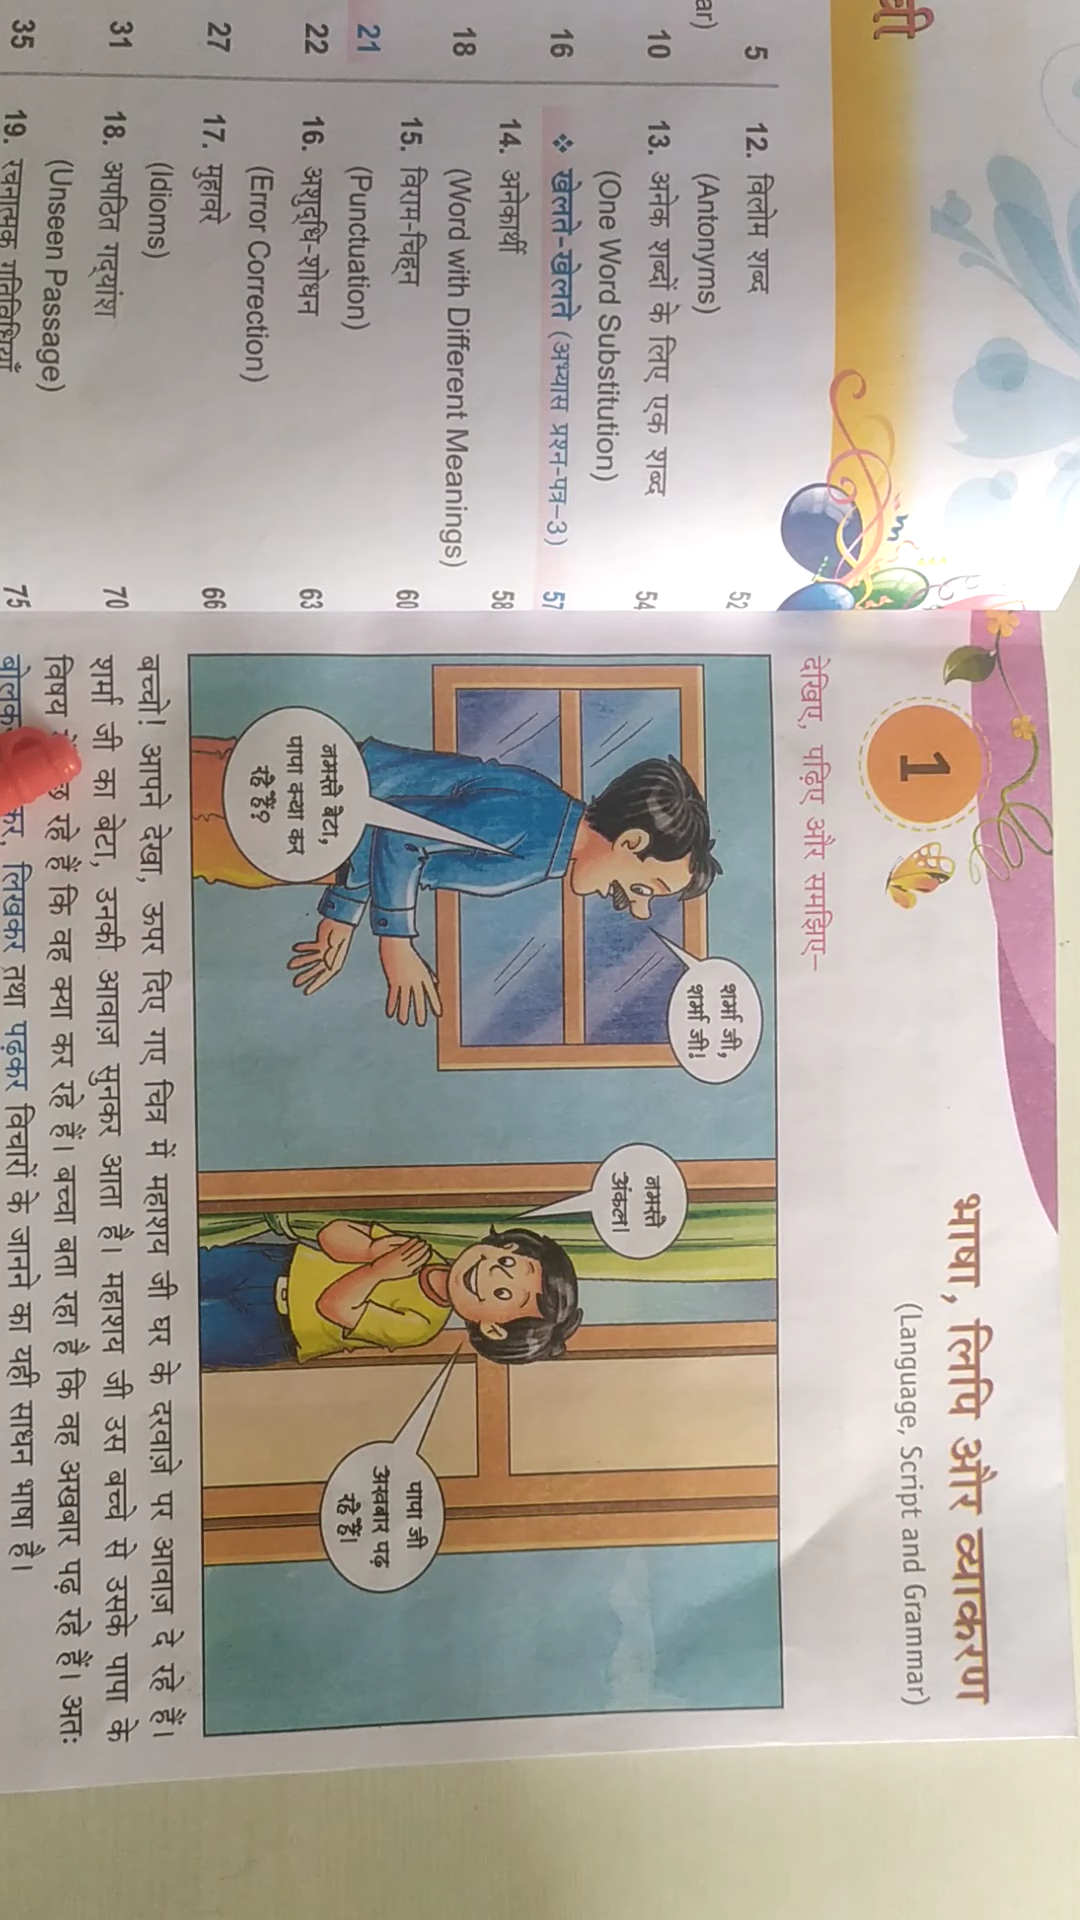 5
ar)
10
16
18
21
22
27
31
35
12. विलोम शब्द 52
(Antonyms)
13. अनेक शब्दों के लिए एक शब्द 54
(One Word Substitution)
❖ खेलते-खेलते (अभ्यास प्रश्न-पत्र–3) 57
14. अनेकार्थी 58
(Word with Different Meanings)
15. विराम-चिह्न 60
(Punctuation)
16. अशुद्धि-शोधन 63
(Error Correction)
17. मुहावरे 66
(Idioms)
18. अपठित गद्यांश 70
(Unseen Passage)
19. रचनात्मक गतिविधियाँ 75
1
भाषा, लिपि और व्याकरण
(Language, Script and Grammar)
देखिए, पढ़िए और समझिए–
शर्मा जी,
शर्मा जी!
नमस्ते
अंकल।
नमस्ते बेटा,
पापा क्या कर
रहे हैं?
पापा जी
अखबार पढ़
रहे हैं।
बच्चो! आपने देखा, ऊपर दिए गए चित्र में महाशय जी घर के दरवाज़े पर आवाज़ दे रहे हैं।
शर्मा जी का बेटा, उनकी आवाज़ सुनकर आता है। महाशय जी उस बच्चे से उसके पापा के
विषय रहे हैं कि वह क्या कर रहे हैं। बच्चा बता रहा है कि वह अखबार पढ़ रहे हैं। अतः
लिखकर तथा पढ़कर विचारों के जानने का यही साधन भाषा है।